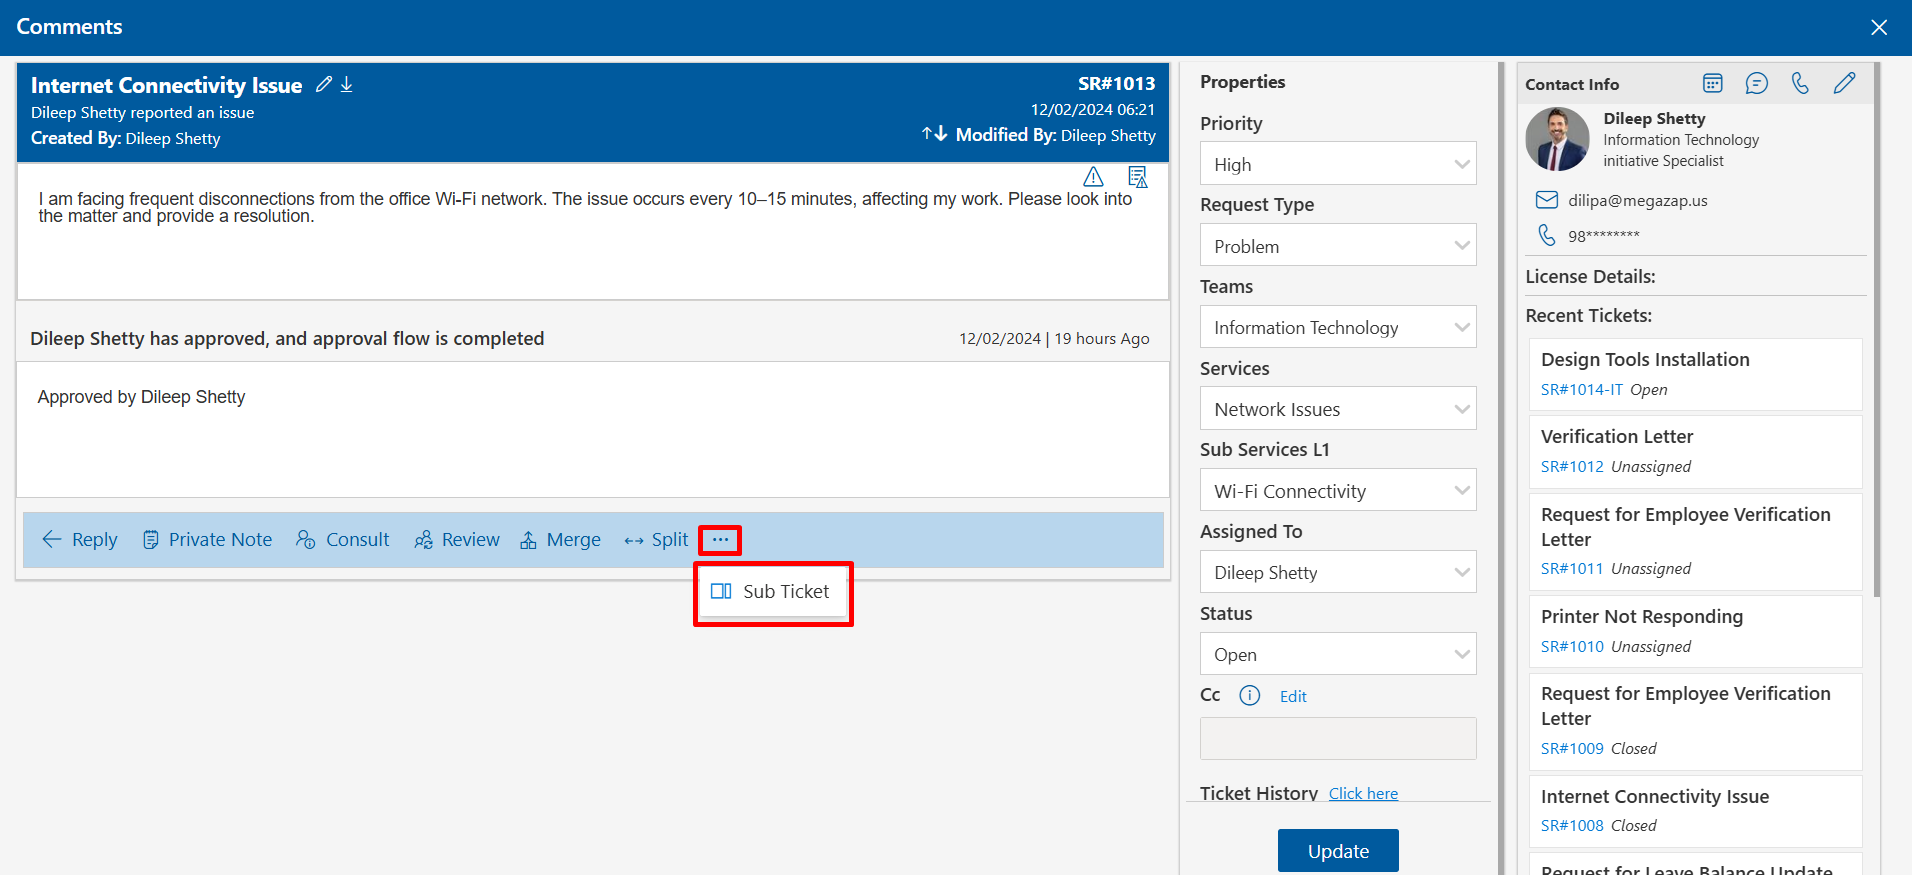 Comments
Internet Connectivity Issue
SR#1013
Dileep Shetty reported an issue
12/02/2024 06:21
Created By: Dileep Shetty
Modified By: Dileep Shetty
I am facing frequent disconnections from the office Wi-Fi network. The issue occurs every 10–15 minutes, affecting my work. Please look into
the matter and provide a resolution.
Dileep Shetty has approved, and approval flow is completed
12/02/2024 | 19 hours Ago
Approved by Dileep Shetty
Reply
Private Note
Consult
Review
Merge
Split
...
Sub Ticket
Properties
Priority
High
Request Type
Problem
Teams
Information Technology
Services
Network Issues
Sub Services L1
Wi-Fi Connectivity
Assigned To
Dileep Shetty
Status
Open
Cc
Edit
Ticket History Click here
Update
Contact Info
Dileep Shetty
Information Technology
initiative Specialist
dilipa@megazap.us
98********
License Details:
Recent Tickets:
Design Tools Installation
SR#1014-IT Open
Verification Letter
SR#1012 Unassigned
Request for Employee Verification
Letter
SR#1011 Unassigned
Printer Not Responding
SR#1010 Unassigned
Request for Employee Verification
Letter
SR#1009 Closed
Internet Connectivity Issue
SR#1008 Closed
Request for Leave Balance Update